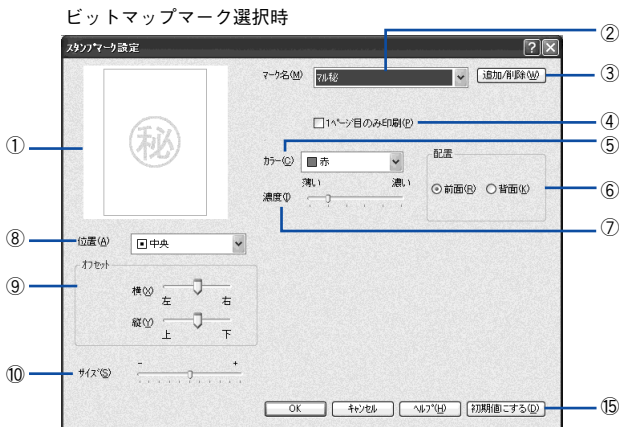 ビットマップマーク選択時
スタンプマーク設定
? ×
② 
マーク名(M) マル秘 追加/削除(W) ③
□1ページ目のみ印刷(P) ④
① 秘
⑤
カラー(C) 赤
配置
薄い 濃い
濃度(I)
前面(R) 背面(K) ⑥
⑦
⑧ 位置(A) 中央
オフセット
⑨
横(X)
左 右
縦(Y)
上 下
- +
⑩ サイズ(S)
OK キャンセル ヘルプ(H) 初期値にする(D) ⑮